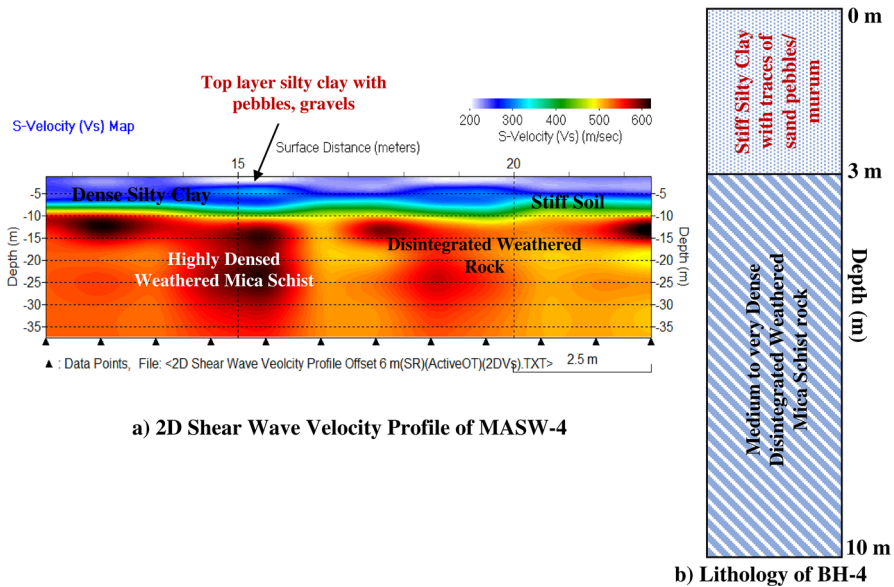 Top layer silty clay with
pebbles, gravels
S-Velocity (Vs) Map
200 300 400 500 600
S-Velocity (Vs) (m/sec)
Surface Distance (meters)
15 20
Dense Silty Clay
Stiff Soil
Highly Densed
Weathered Mica Schist
Disintegrated Weathered
Rock
Depth (m)
-5
-10
-15
-20
-25
-30
-35
-5
-10
-15
-20
-25
-30
-35
Depth (m)
▲ : Data Points, File: <2D Shear Wave Veolcity Profile Offset 6 m(SR)(ActiveOT)(2DVs).TXT> 2.5 m
a) 2D Shear Wave Velocity Profile of MASW-4
0 m
Stiff Silty Clay
with traces of
sand pebbles/
murum
3 m
Medium to very Dense
Disintegrated Weathered
Mica Schist rock
Depth (m)
10 m
b) Lithology of BH-4